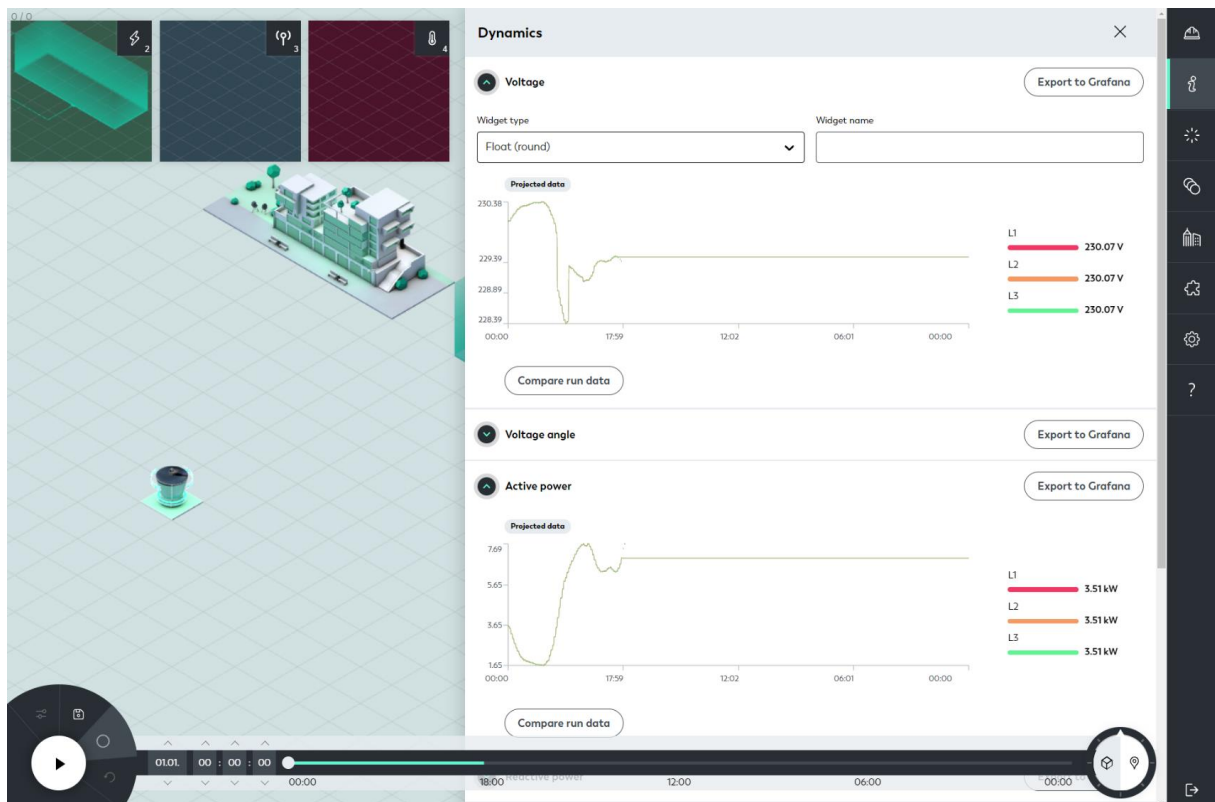 0 / 0
2
3
4
Dynamics
Voltage
Export to Grafana
Widget type
Widget name
Float (round)
Projected data
230.38
229.39
228.89
228.39
00:00 17:59 12:02 06:01 00:00
L1
230.07 V
L2
230.07 V
L3
230.07 V
Compare run data
Voltage angle
Export to Grafana
Active power
Export to Grafana
Projected data
7.69
5.65
3.65
1.65
00:00 17:59 12:02 06:01 00:00
L1
3.51 kW
L2
3.51 kW
L3
3.51 kW
Compare run data
01.01. 00 : 00 : 00
Reactive power
00:00 18:00 12:00 06:00 00:00
?